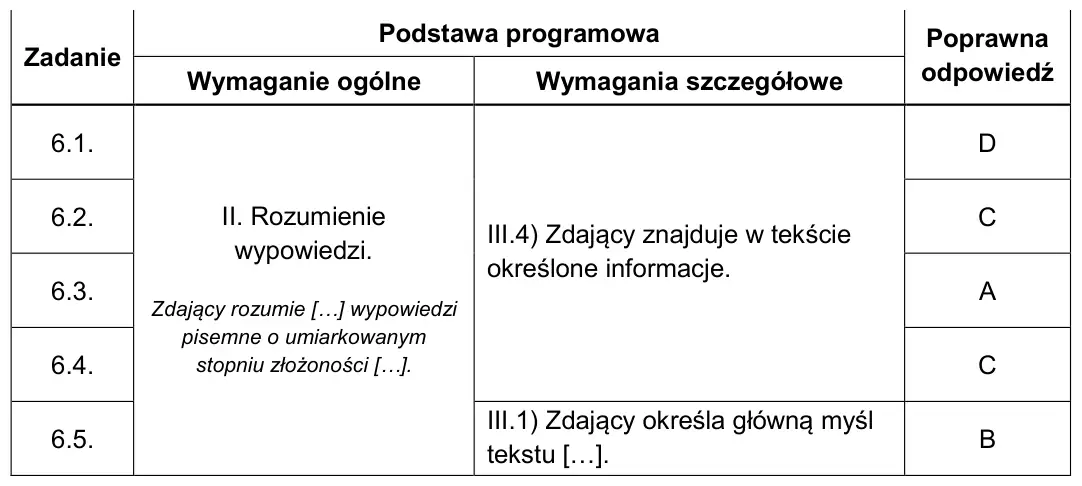 Zadanie
Podstawa programowa
Poprawna
odpowiedź
Wymaganie ogólne
Wymagania szczegółowe
6.1.
II. Rozumienie
wypowiedzi.
Zdający rozumie […] wypowiedzi
pisemne o umiarkowanym
stopniu złożoności […].
III.4) Zdający znajduje w tekście
określone informacje.
D
6.2.
C
6.3.
A
6.4.
C
6.5.
III.1) Zdający określa główną myśl
tekstu […].
B